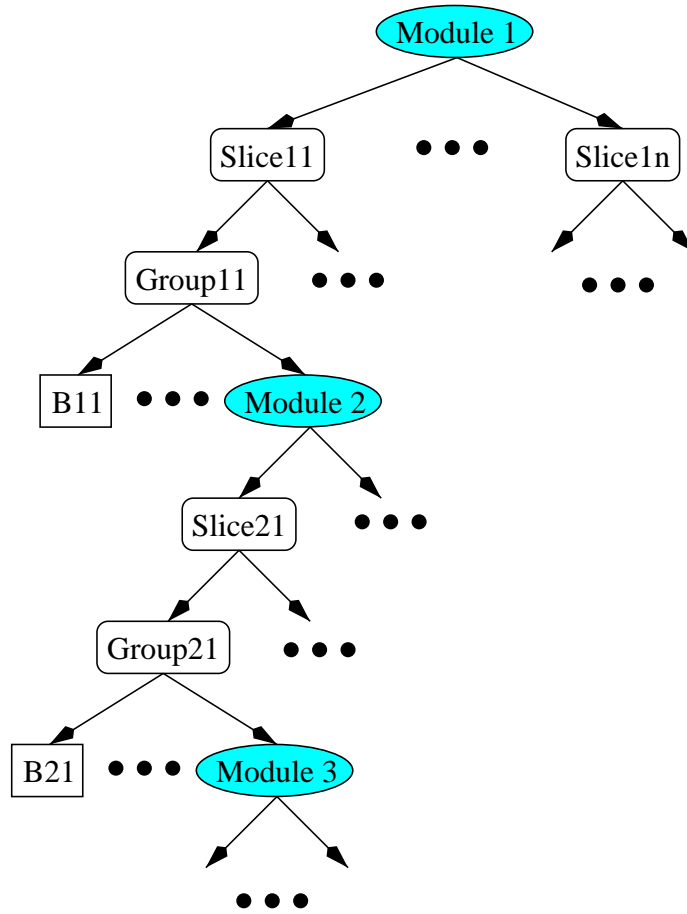 Module 1
Slice11
Slice1n
Group11
B11
Module 2
Slice21
Group21
B21
Module 3